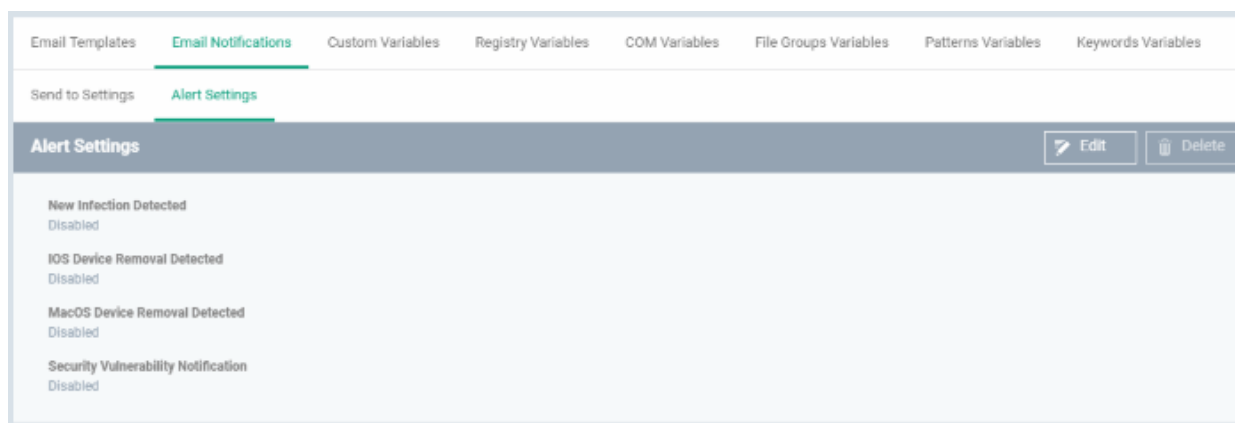 Email Templates Email Notifications Custom Variables Registry Variables COM Variables File Groups Variables Patterns Variables Keywords Variables
Send to Settings Alert Settings
Alert Settings Edit Delete
New Infection Detected
Disabled
IOS Device Removal Detected
Disabled
MacOS Device Removal Detected
Disabled
Security Vulnerability Notification
Disabled